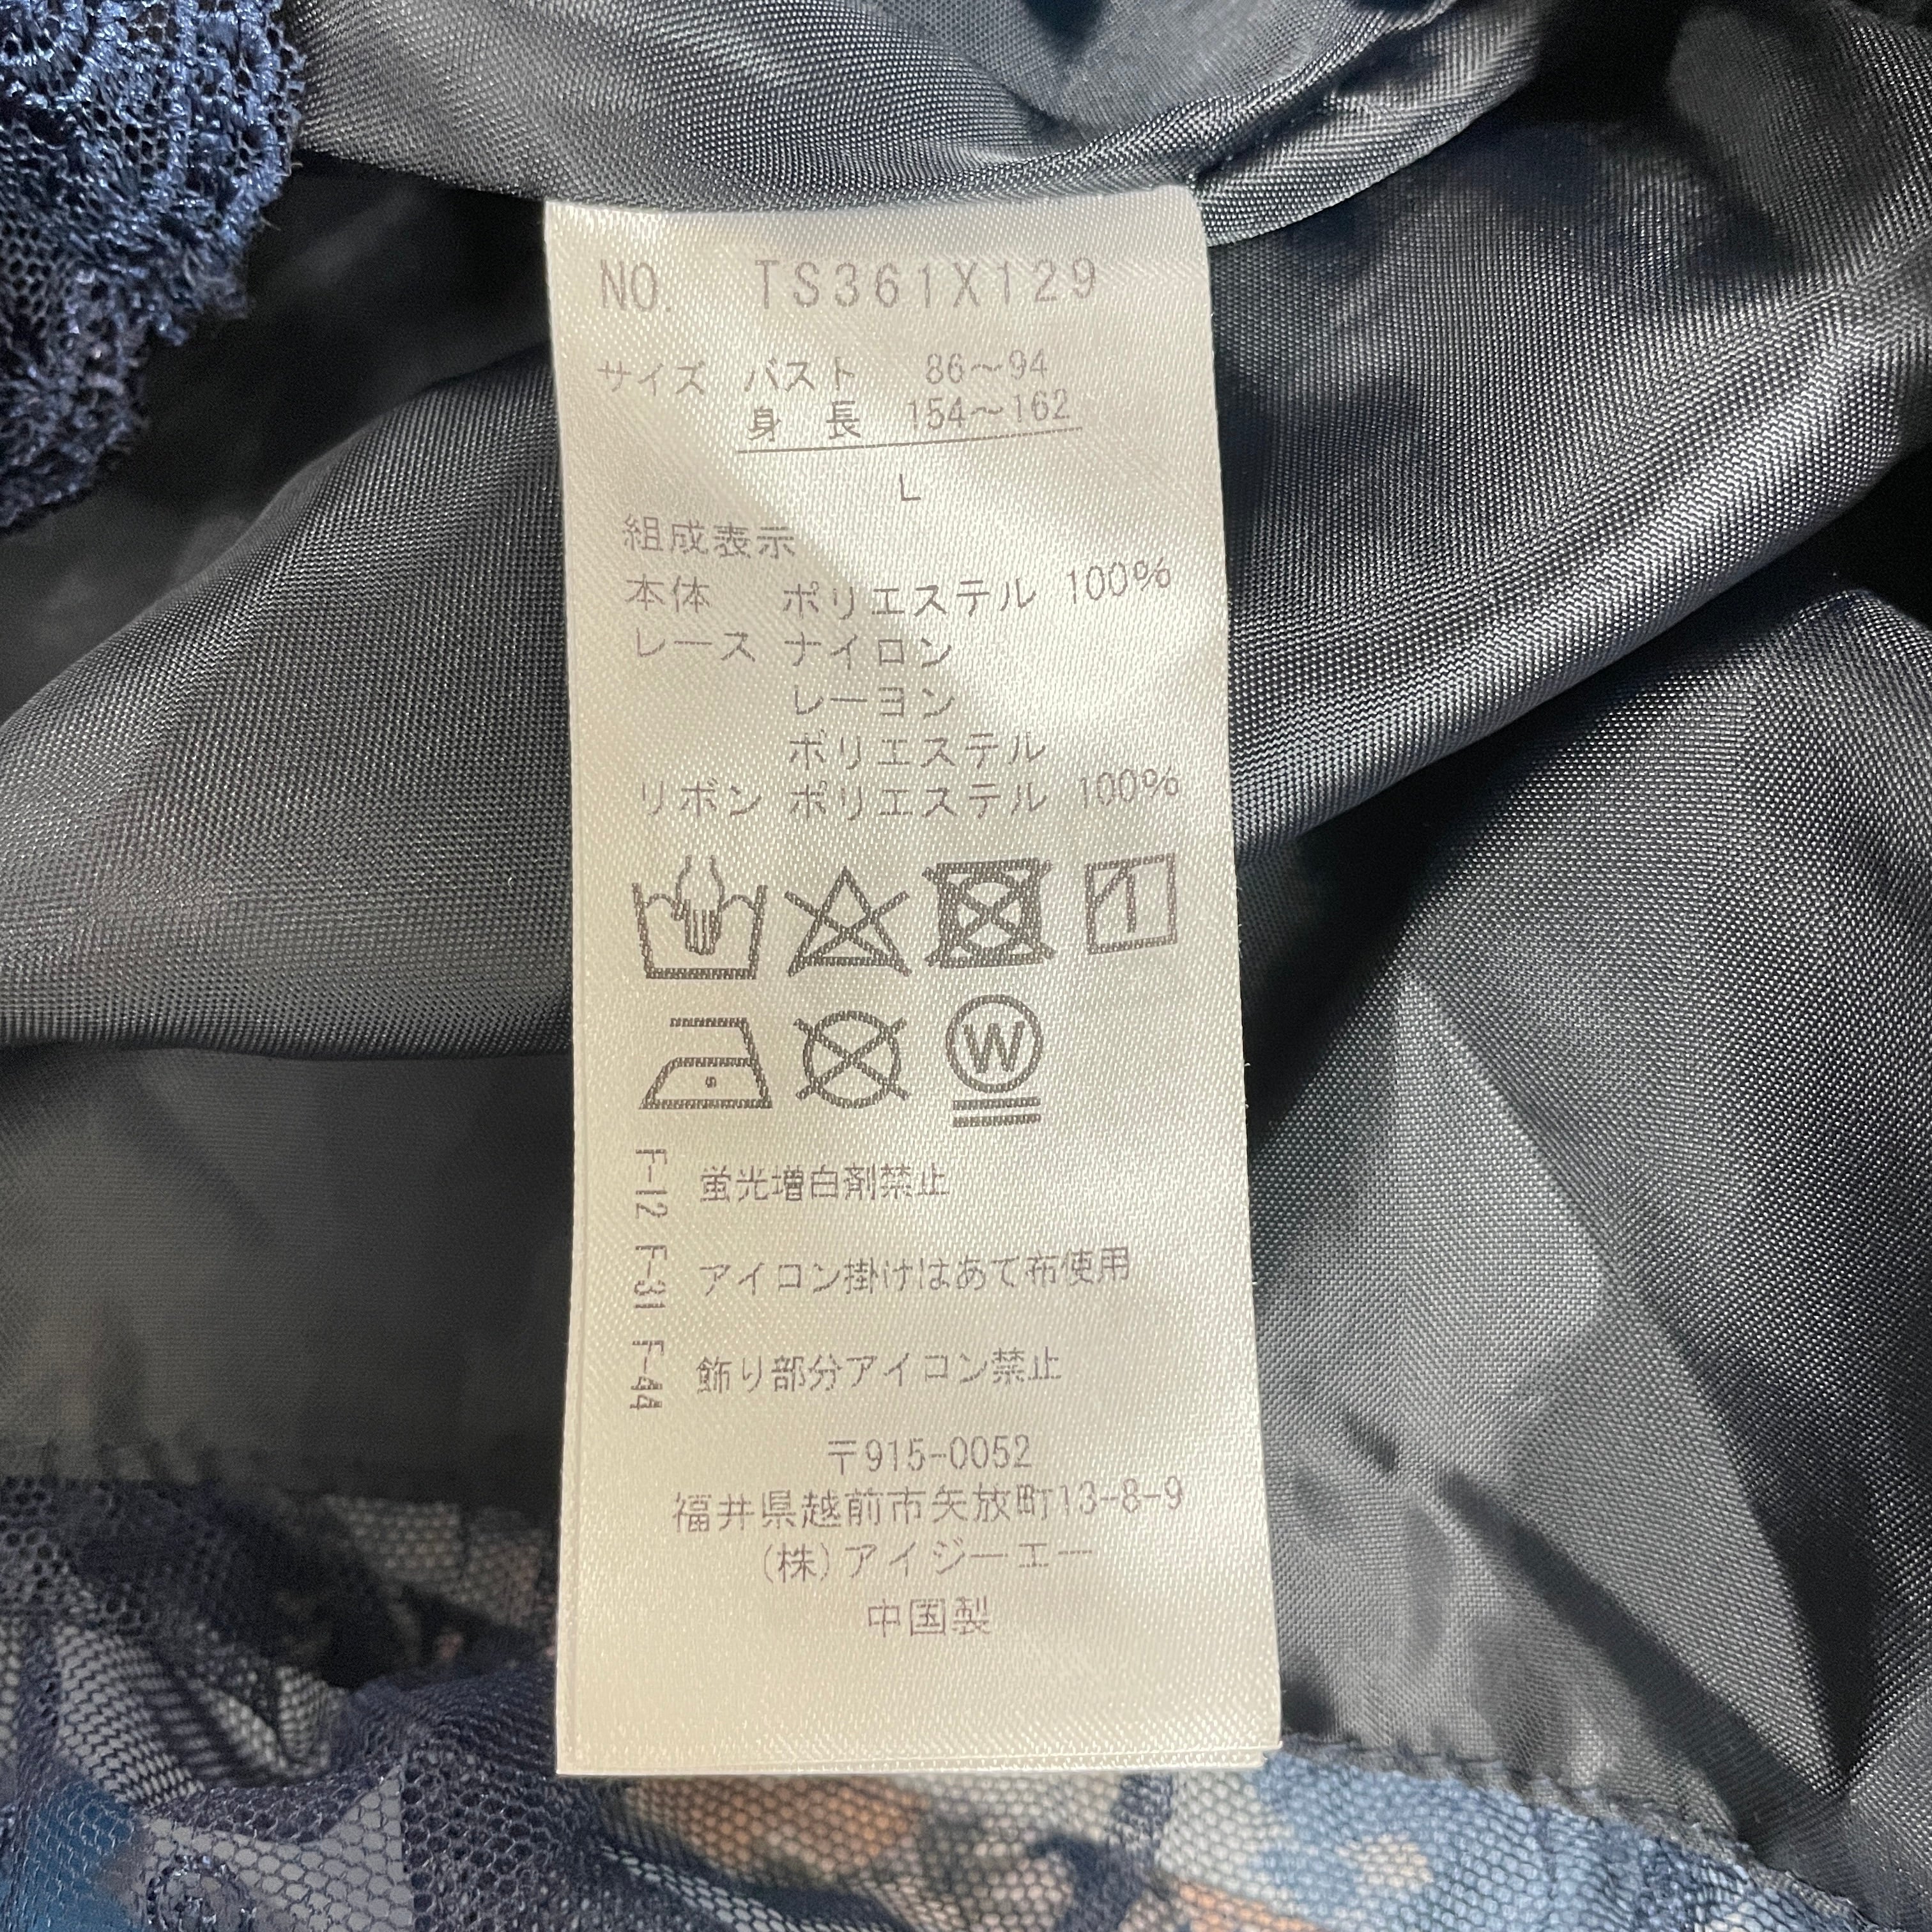 NO. TS361X129
サイズ バスト 86〜94
身長 154〜162
L
組成表示
本体 ポリエステル 100%
レース ナイロン
レーヨン
ポリエステル
リボン ポリエステル 100%
W
F-12 蛍光増白剤禁止
F-31 アイロン掛けはあて布使用
F-44 飾り部分アイロン禁止
〒915-0052
福井県越前市矢放町13-8-9
(株)アイジーエー
中国製